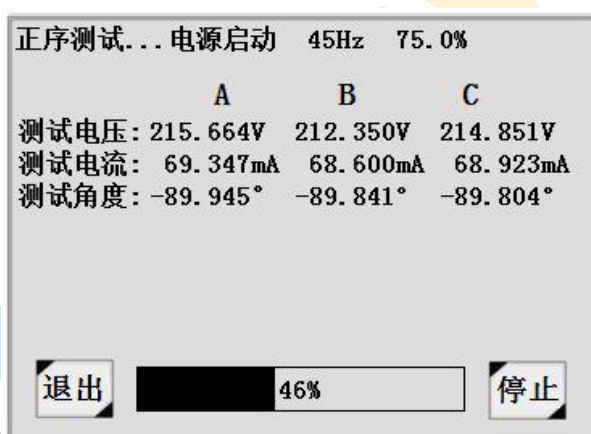 正序测试...电源启动 45Hz 75.0%
A B C
测试电压:215.664V 212.350V 214.851V
测试电流: 69.347mA 68.600mA 68.923mA
测试角度:-89.945° -89.841° -89.804°
退出 46% 停止